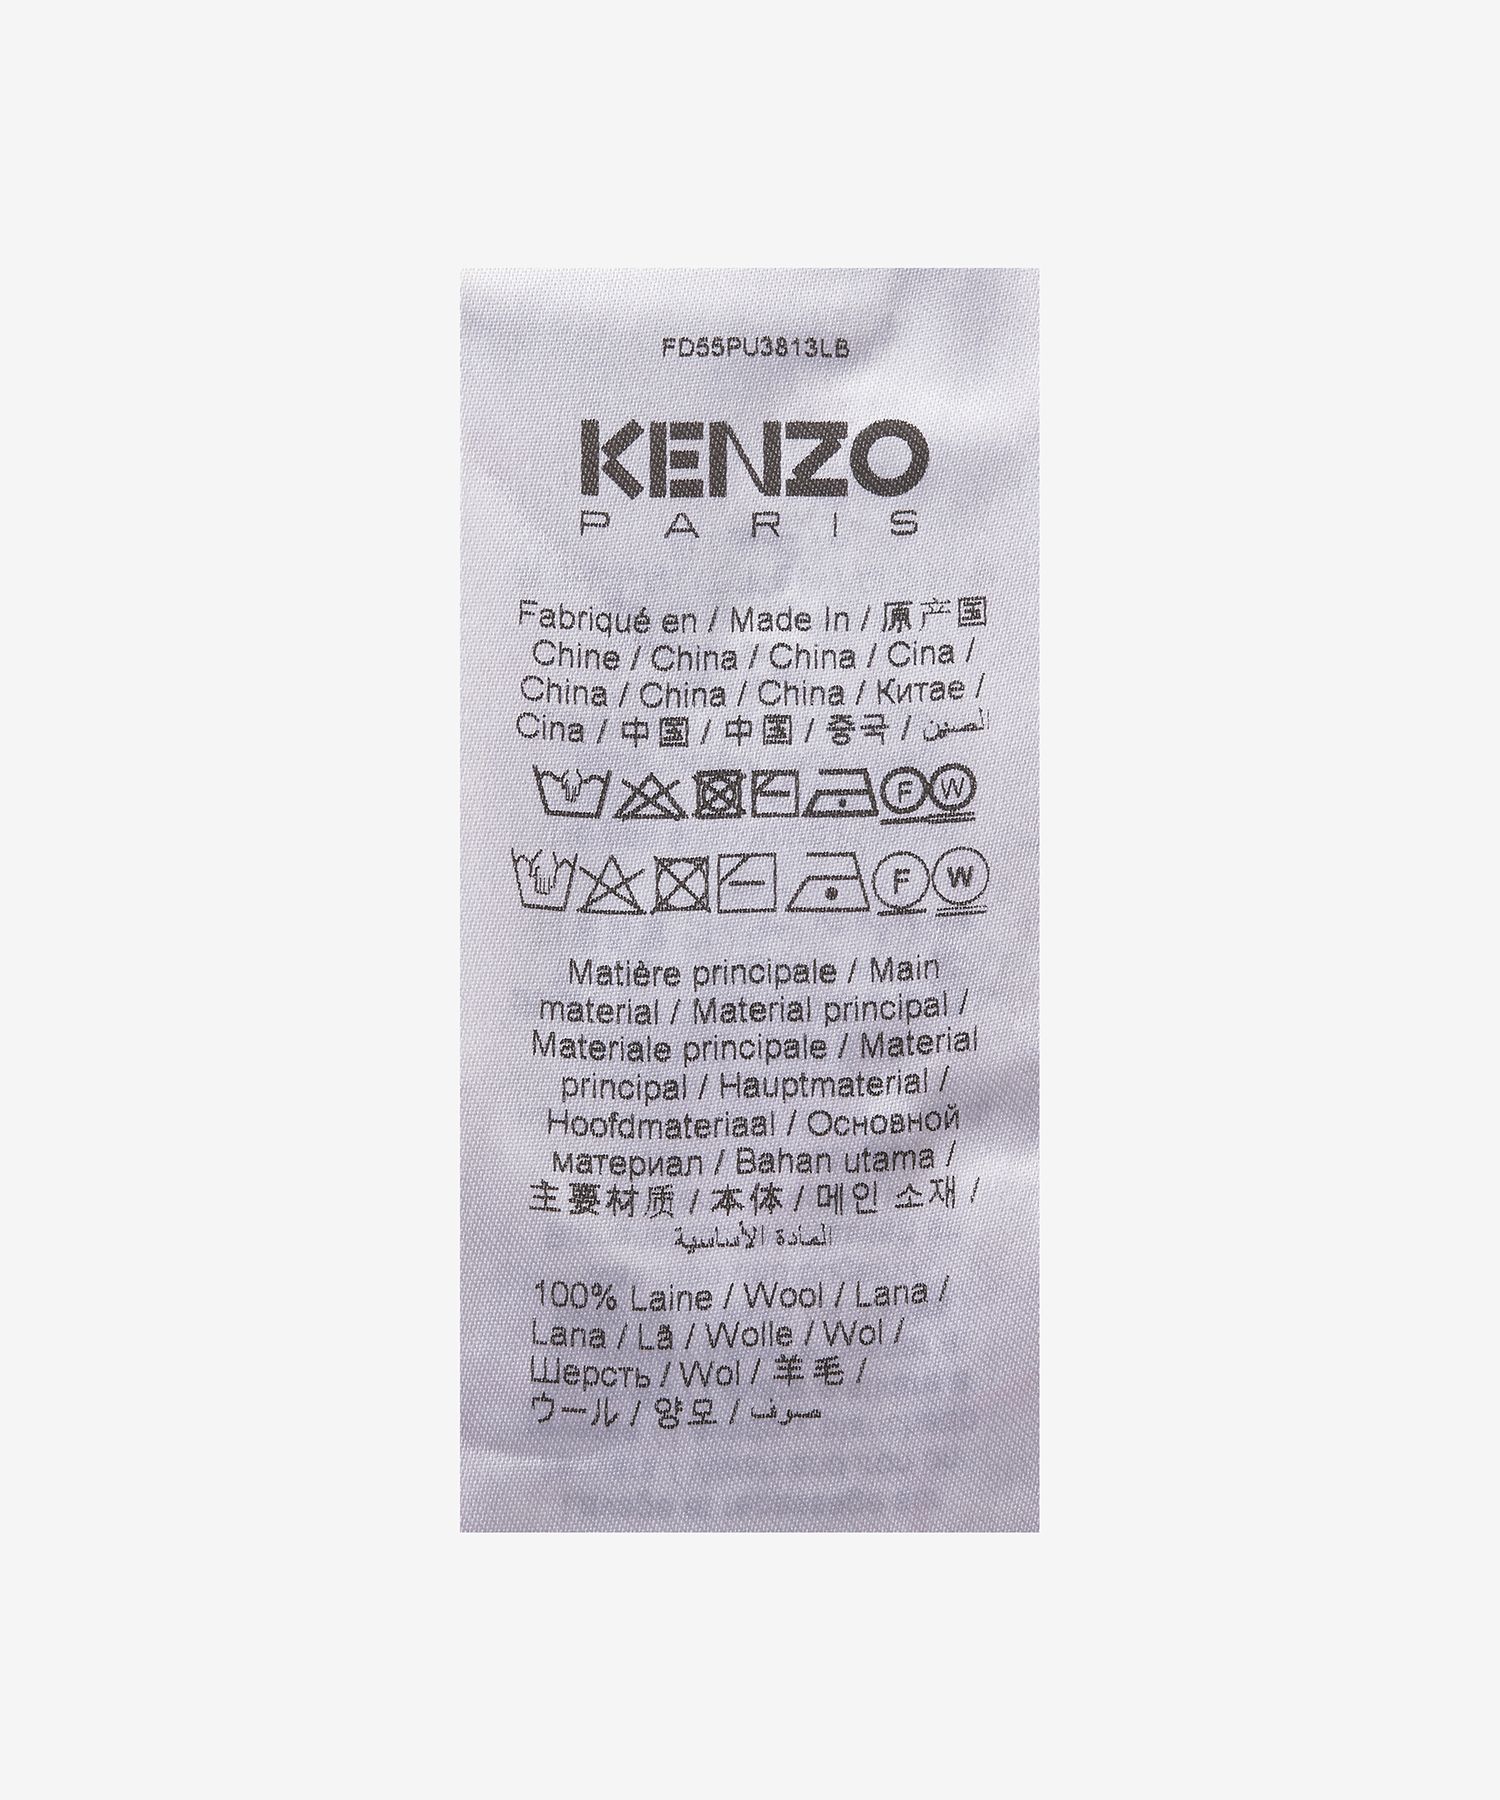 FD55PU3813LB
KENZO
PARIS
Fabriqué en / Made In / 原产国
Chine / China / China / Cina /
China / China / China / Китае /
Cina / 中国 / 中国 / 중국 / الصين
F W
F W
Matière principale / Main
material / Material principal /
Materiale principale / Material
principal / Hauptmaterial /
Hoofdmateriaal / Основной
материал / Bahan utama /
主要材质 / 本体 / 메인 소재 /
المادة الأساسية
100% Laine / Wool / Lana /
Lana / Lã / Wolle / Wol /
Шерсть / Wol / 羊毛 /
ウール / 양모 / صوف